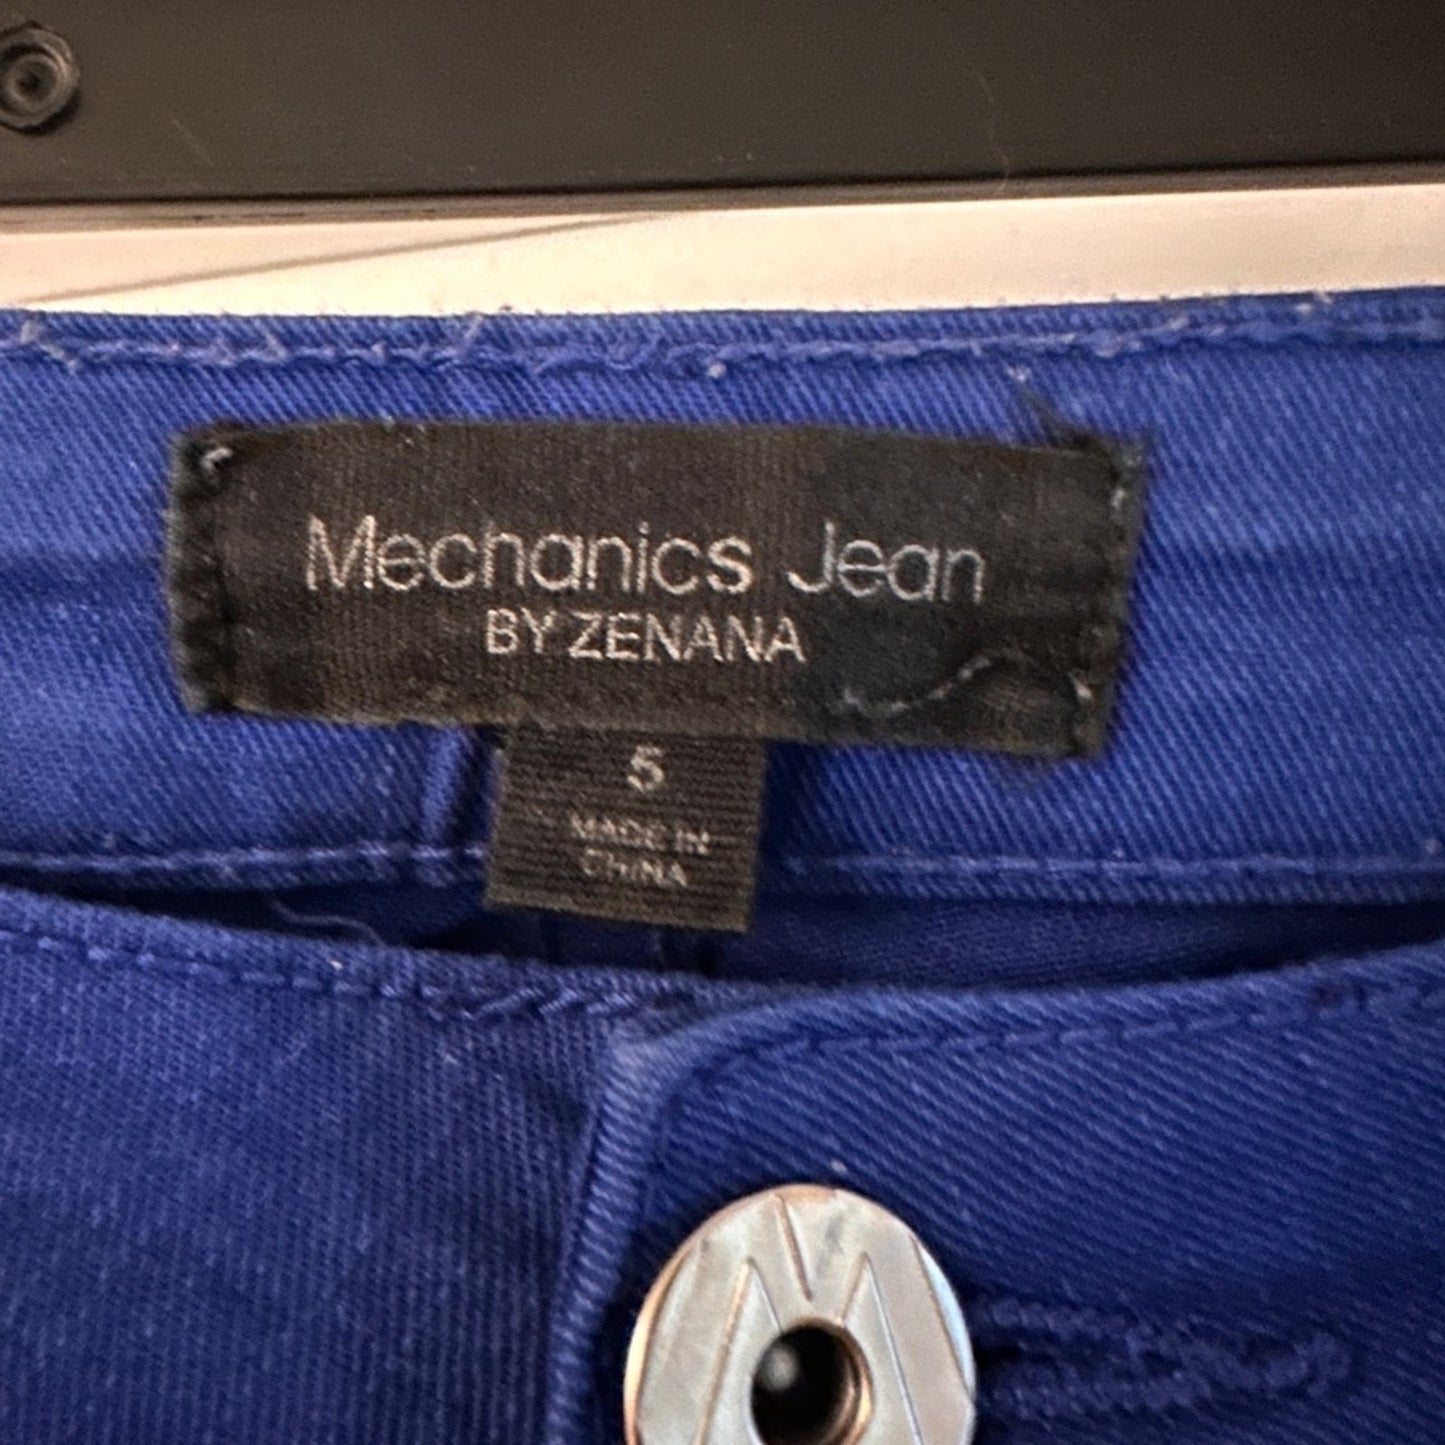 Mechanics Jean
BY ZENANA
5
MADE IN
CHINA